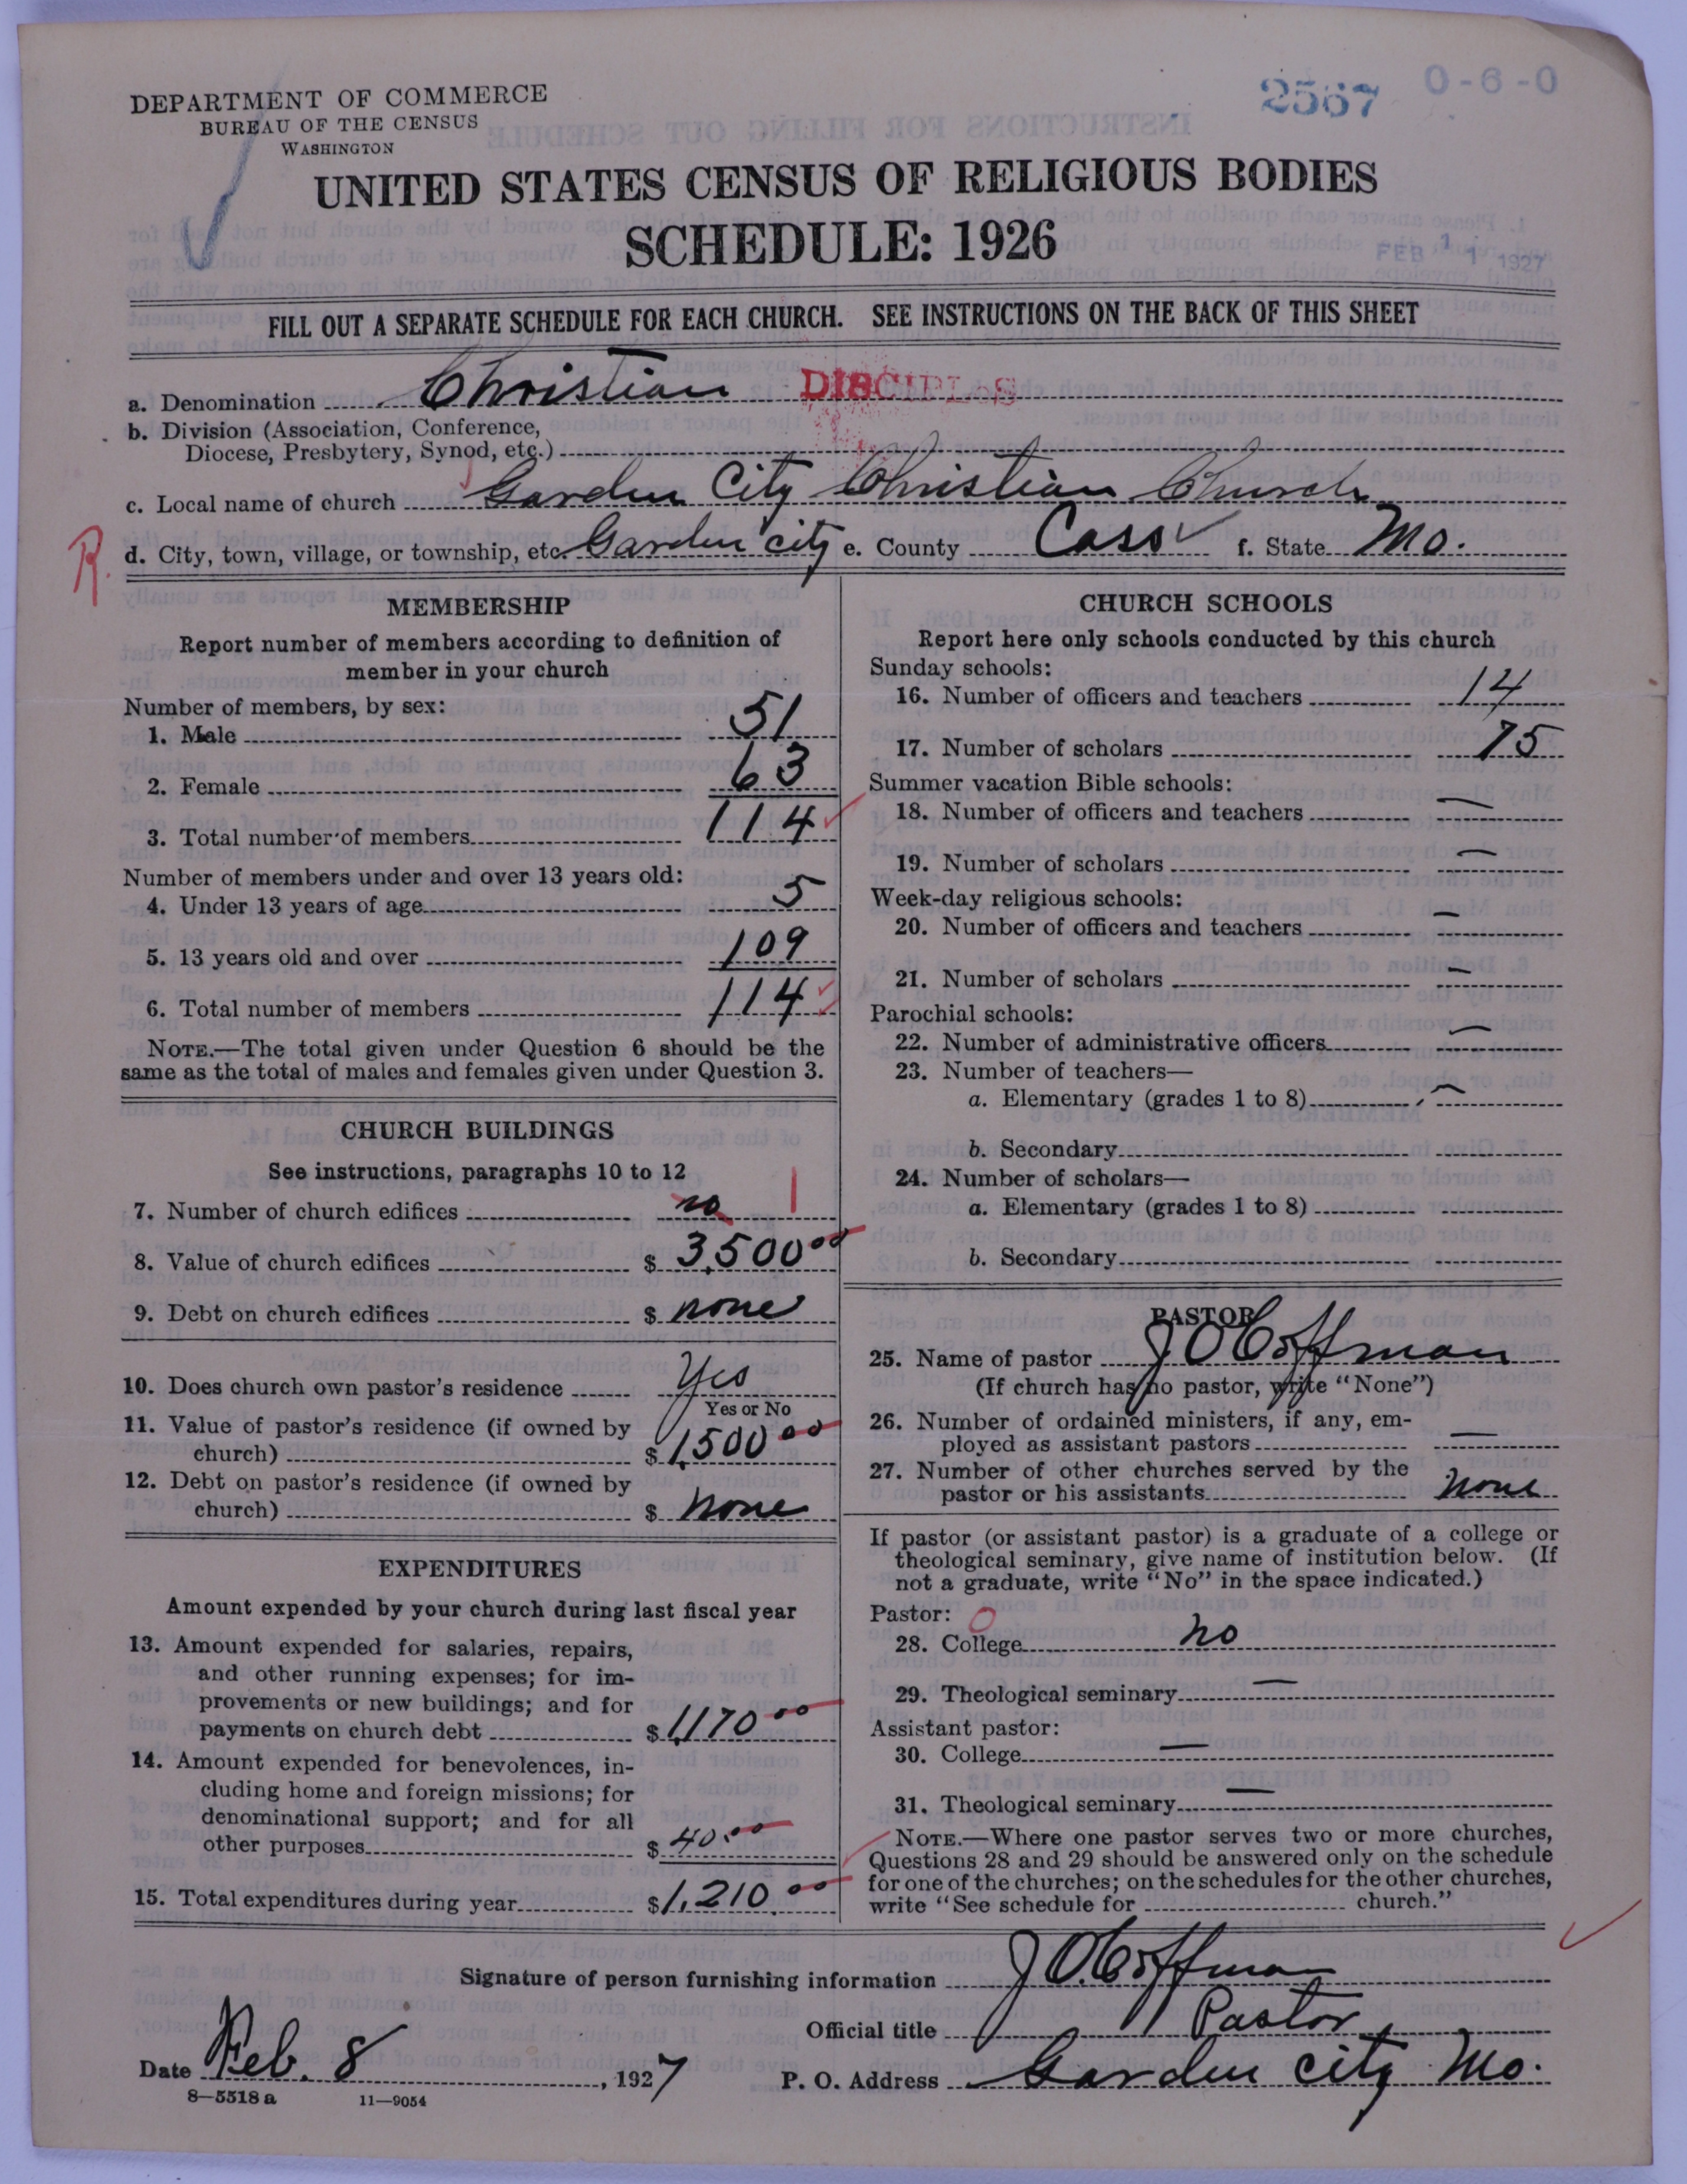 2567 0-6-0
DEPARTMENT OF COMMERCE
BUREAU OF THE CENSUS
WASHINGTON
UNITED STATES CENSUS OF RELIGIOUS BODIES
SCHEDULE: 1926
FEB 11 1927
FILL OUT A SEPARATE SCHEDULE FOR EACH CHURCH. SEE INSTRUCTIONS ON THE BACK OF THIS SHEET
a. Denomination Christian DISCIPLES
b. Division (Association, Conference,
Diocese, Presbytery, Synod, etc.)
c. Local name of church Garden City Christian Church
R. d. City, town, village, or township, etc. Garden city e. County Cass f. State Mo.
MEMBERSHIP
Report number of members according to definition of
member in your church
Number of members, by sex:
1. Male 51
2. Female 63
3. Total number of members 114
Number of members under and over 13 years old:
4. Under 13 years of age 5
5. 13 years old and over 109
6. Total number of members 114
NOTE.—The total given under Question 6 should be the
same as the total of males and females given under Question 3.
CHURCH BUILDINGS
See instructions, paragraphs 10 to 12
7. Number of church edifices no 1
8. Value of church edifices $ 3,500 00
9. Debt on church edifices $ none
10. Does church own pastor's residence Yes
Yes or No
11. Value of pastor's residence (if owned by
church) $ 1,500 00
12. Debt on pastor's residence (if owned by
church) $ none
EXPENDITURES
Amount expended by your church during last fiscal year
13. Amount expended for salaries, repairs,
and other running expenses; for im-
provements or new buildings; and for
payments on church debt $ 1,170 00
14. Amount expended for benevolences, in-
cluding home and foreign missions; for
denominational support; and for all
other purposes $ 40.00
15. Total expenditures during year $ 1,210.00
CHURCH SCHOOLS
Report here only schools conducted by this church
Sunday schools:
16. Number of officers and teachers 14
17. Number of scholars 75
Summer vacation Bible schools:
18. Number of officers and teachers —
19. Number of scholars —
Week-day religious schools:
20. Number of officers and teachers —
21. Number of scholars —
Parochial schools:
22. Number of administrative officers —
23. Number of teachers—
a. Elementary (grades 1 to 8) —
b. Secondary
24. Number of scholars—
a. Elementary (grades 1 to 8)
b. Secondary
PASTOR
25. Name of pastor J O Coffman
(If church has no pastor, write "None")
26. Number of ordained ministers, if any, em-
ployed as assistant pastors —
27. Number of other churches served by the
pastor or his assistants none
If pastor (or assistant pastor) is a graduate of a college or
theological seminary, give name of institution below. (If
not a graduate, write "No" in the space indicated.)
Pastor: 0
28. College no
29. Theological seminary —
Assistant pastor:
30. College —
31. Theological seminary —
NOTE.—Where one pastor serves two or more churches,
Questions 28 and 29 should be answered only on the schedule
for one of the churches; on the schedules for the other churches,
write "See schedule for church."
Signature of person furnishing information J O. Coffman
Official title Pastor
Date Feb. 8, 1927 P. O. Address Garden city Mo.
8—5518 a 11—9054